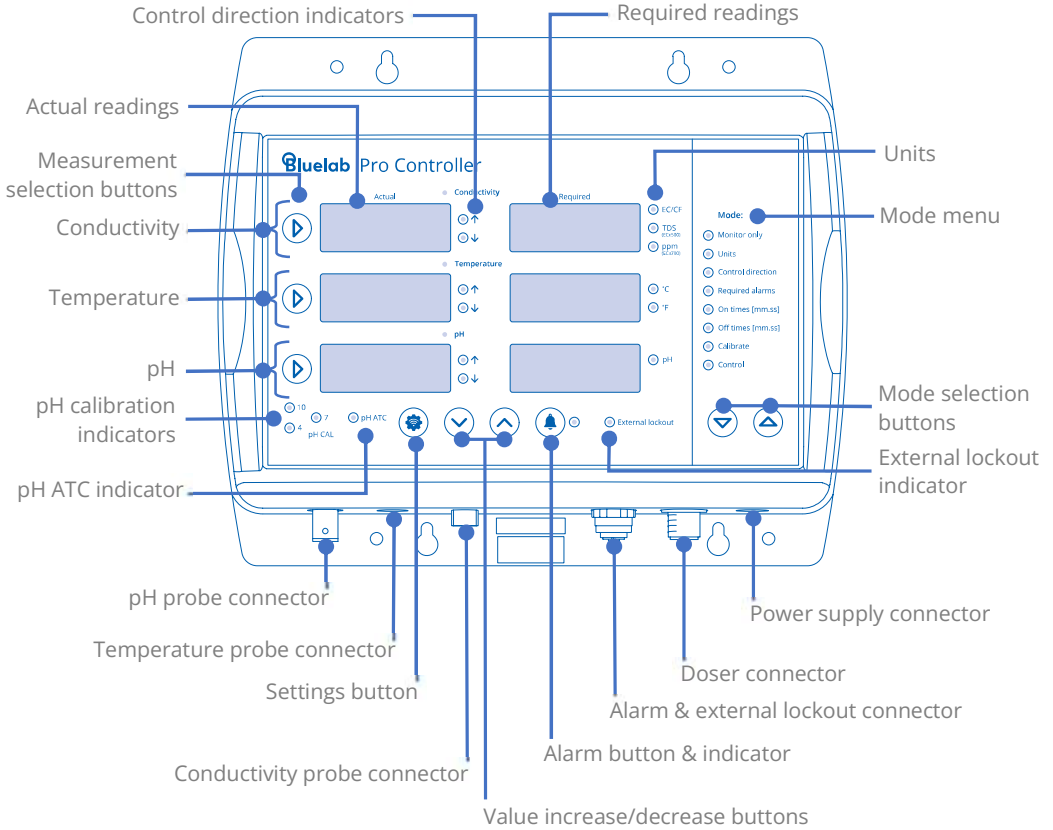 Control direction indicators
Required readings
Actual readings
Measurement
selection buttons
Conductivity
Temperature
pH
pH calibration
indicators
pH ATC indicator
Bluelab Pro Controller
Actual
Conductivity
Required
EC/CF
TDS
(ECx500)
ppm
(ECx700)
Temperature
°C
°F
pH
pH
10
7
4
pH CAL
pH ATC
External lockout
Mode:
Monitor only
Units
Control direction
Required alarms
On times [mm.ss]
Off times [mm.ss]
Calibrate
Control
Units
Mode menu
Mode selection
buttons
External lockout
indicator
pH probe connector
Temperature probe connector
Settings button
Conductivity probe connector
Value increase/decrease buttons
Alarm button & indicator
Alarm & external lockout connector
Doser connector
Power supply connector